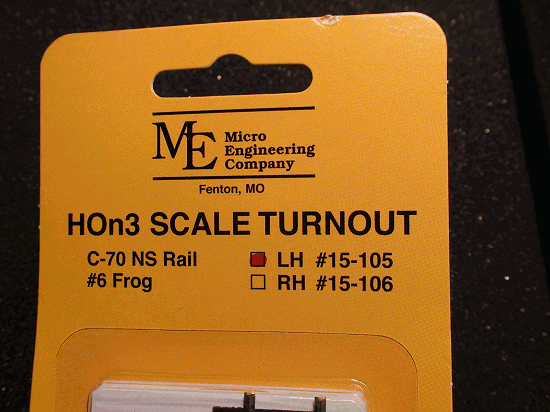 ME Micro
Engineering
Company
Fenton, MO
HOn3 SCALE TURNOUT
C-70 NS Rail LH #15-105
#6 Frog RH #15-106